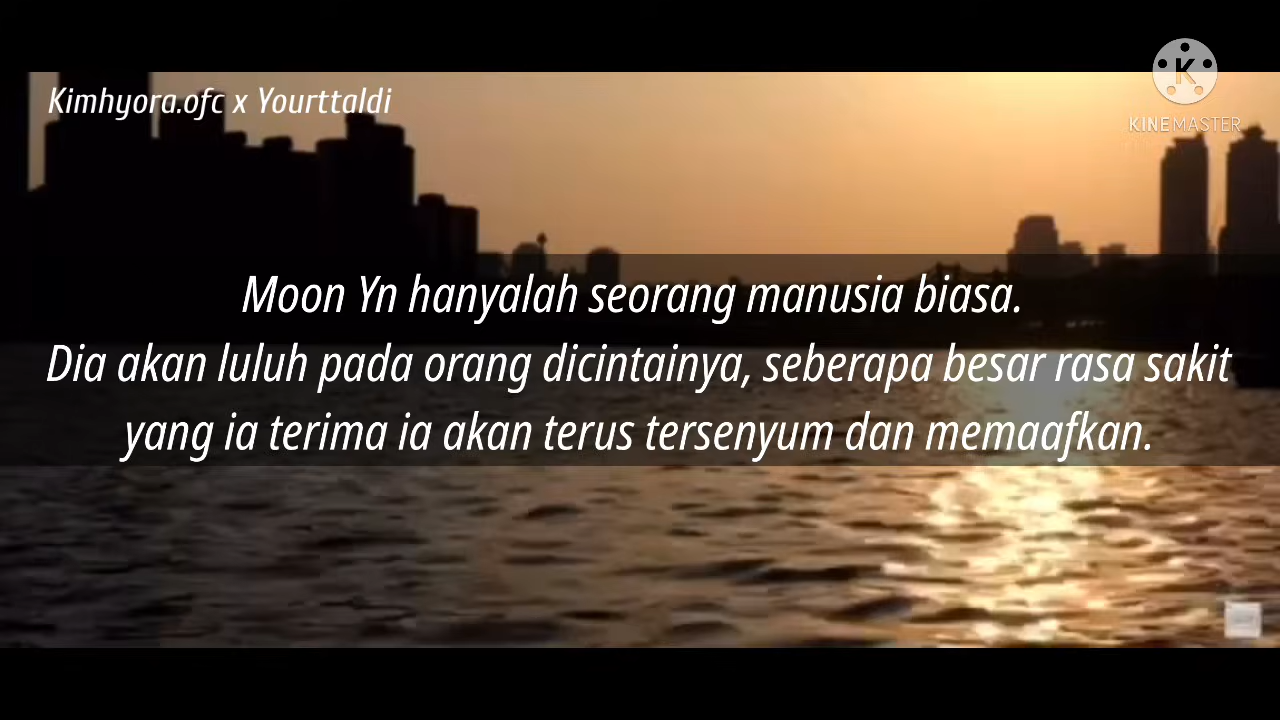 Kimhyora.ofc x Yourttaldi
KINEMASTER
Moon Yn hanyalah seorang manusia biasa.
Dia akan luluh pada orang dicintainya, seberapa besar rasa sakit
yang ia terima ia akan terus tersenyum dan memaafkan.